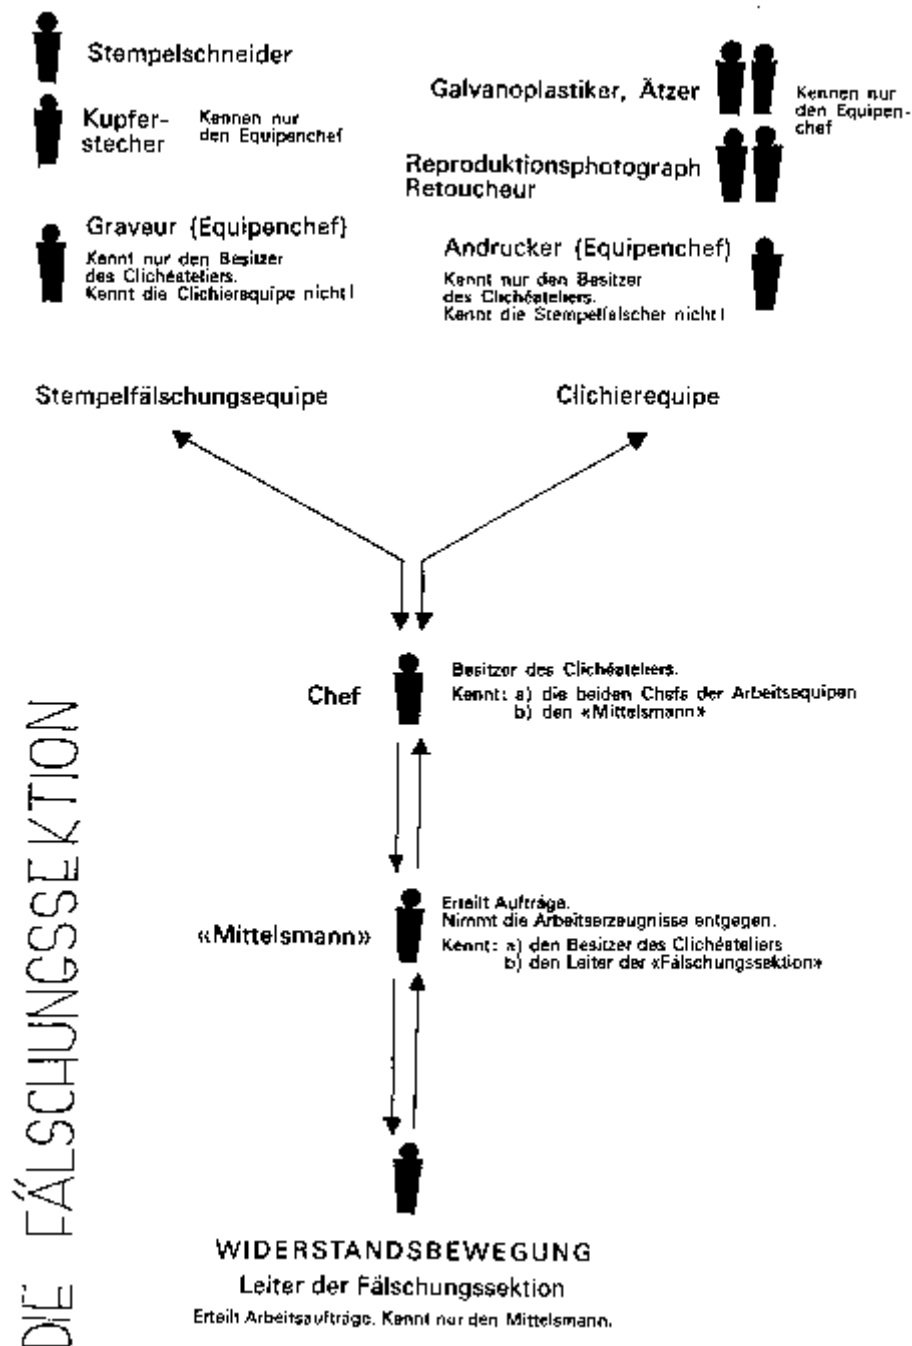 Stempelschneider
Kupfer-
stecher
Kennen nur
den Equipenchef
Graveur (Equipenchef)
Kennt nur den Besitzer
des Clichéateliers.
Kennt die Clichierequipe nicht!
Galvanoplastiker, Ätzer
Kennen nur
den Equipen-
chef
Reproduktionsphotograph
Retoucheur
Andrucker (Equipenchef)
Kennt nur den Besitzer
des Clichéateliers.
Kennt die Stempelfälscher nicht!
Stempelfälschungsequipe
Clichierequipe
Chef
Besitzer des Clichéateliers.
Kennt: a) die beiden Chefs der Arbeitsequipen
b) den «Mittelsmann»
«Mittelsmann»
Erteilt Aufträge.
Nimmt die Arbeitserzeugnisse entgegen.
Kennt: a) den Besitzer des Clichéateliers
b) den Leiter der «Fälschungssektion»
WIDERSTANDSBEWEGUNG
Leiter der Fälschungssektion
Erteilt Arbeitsaufträge. Kennt nur den Mittelsmann.
DIE FÄLSCHUNGSSEKTION